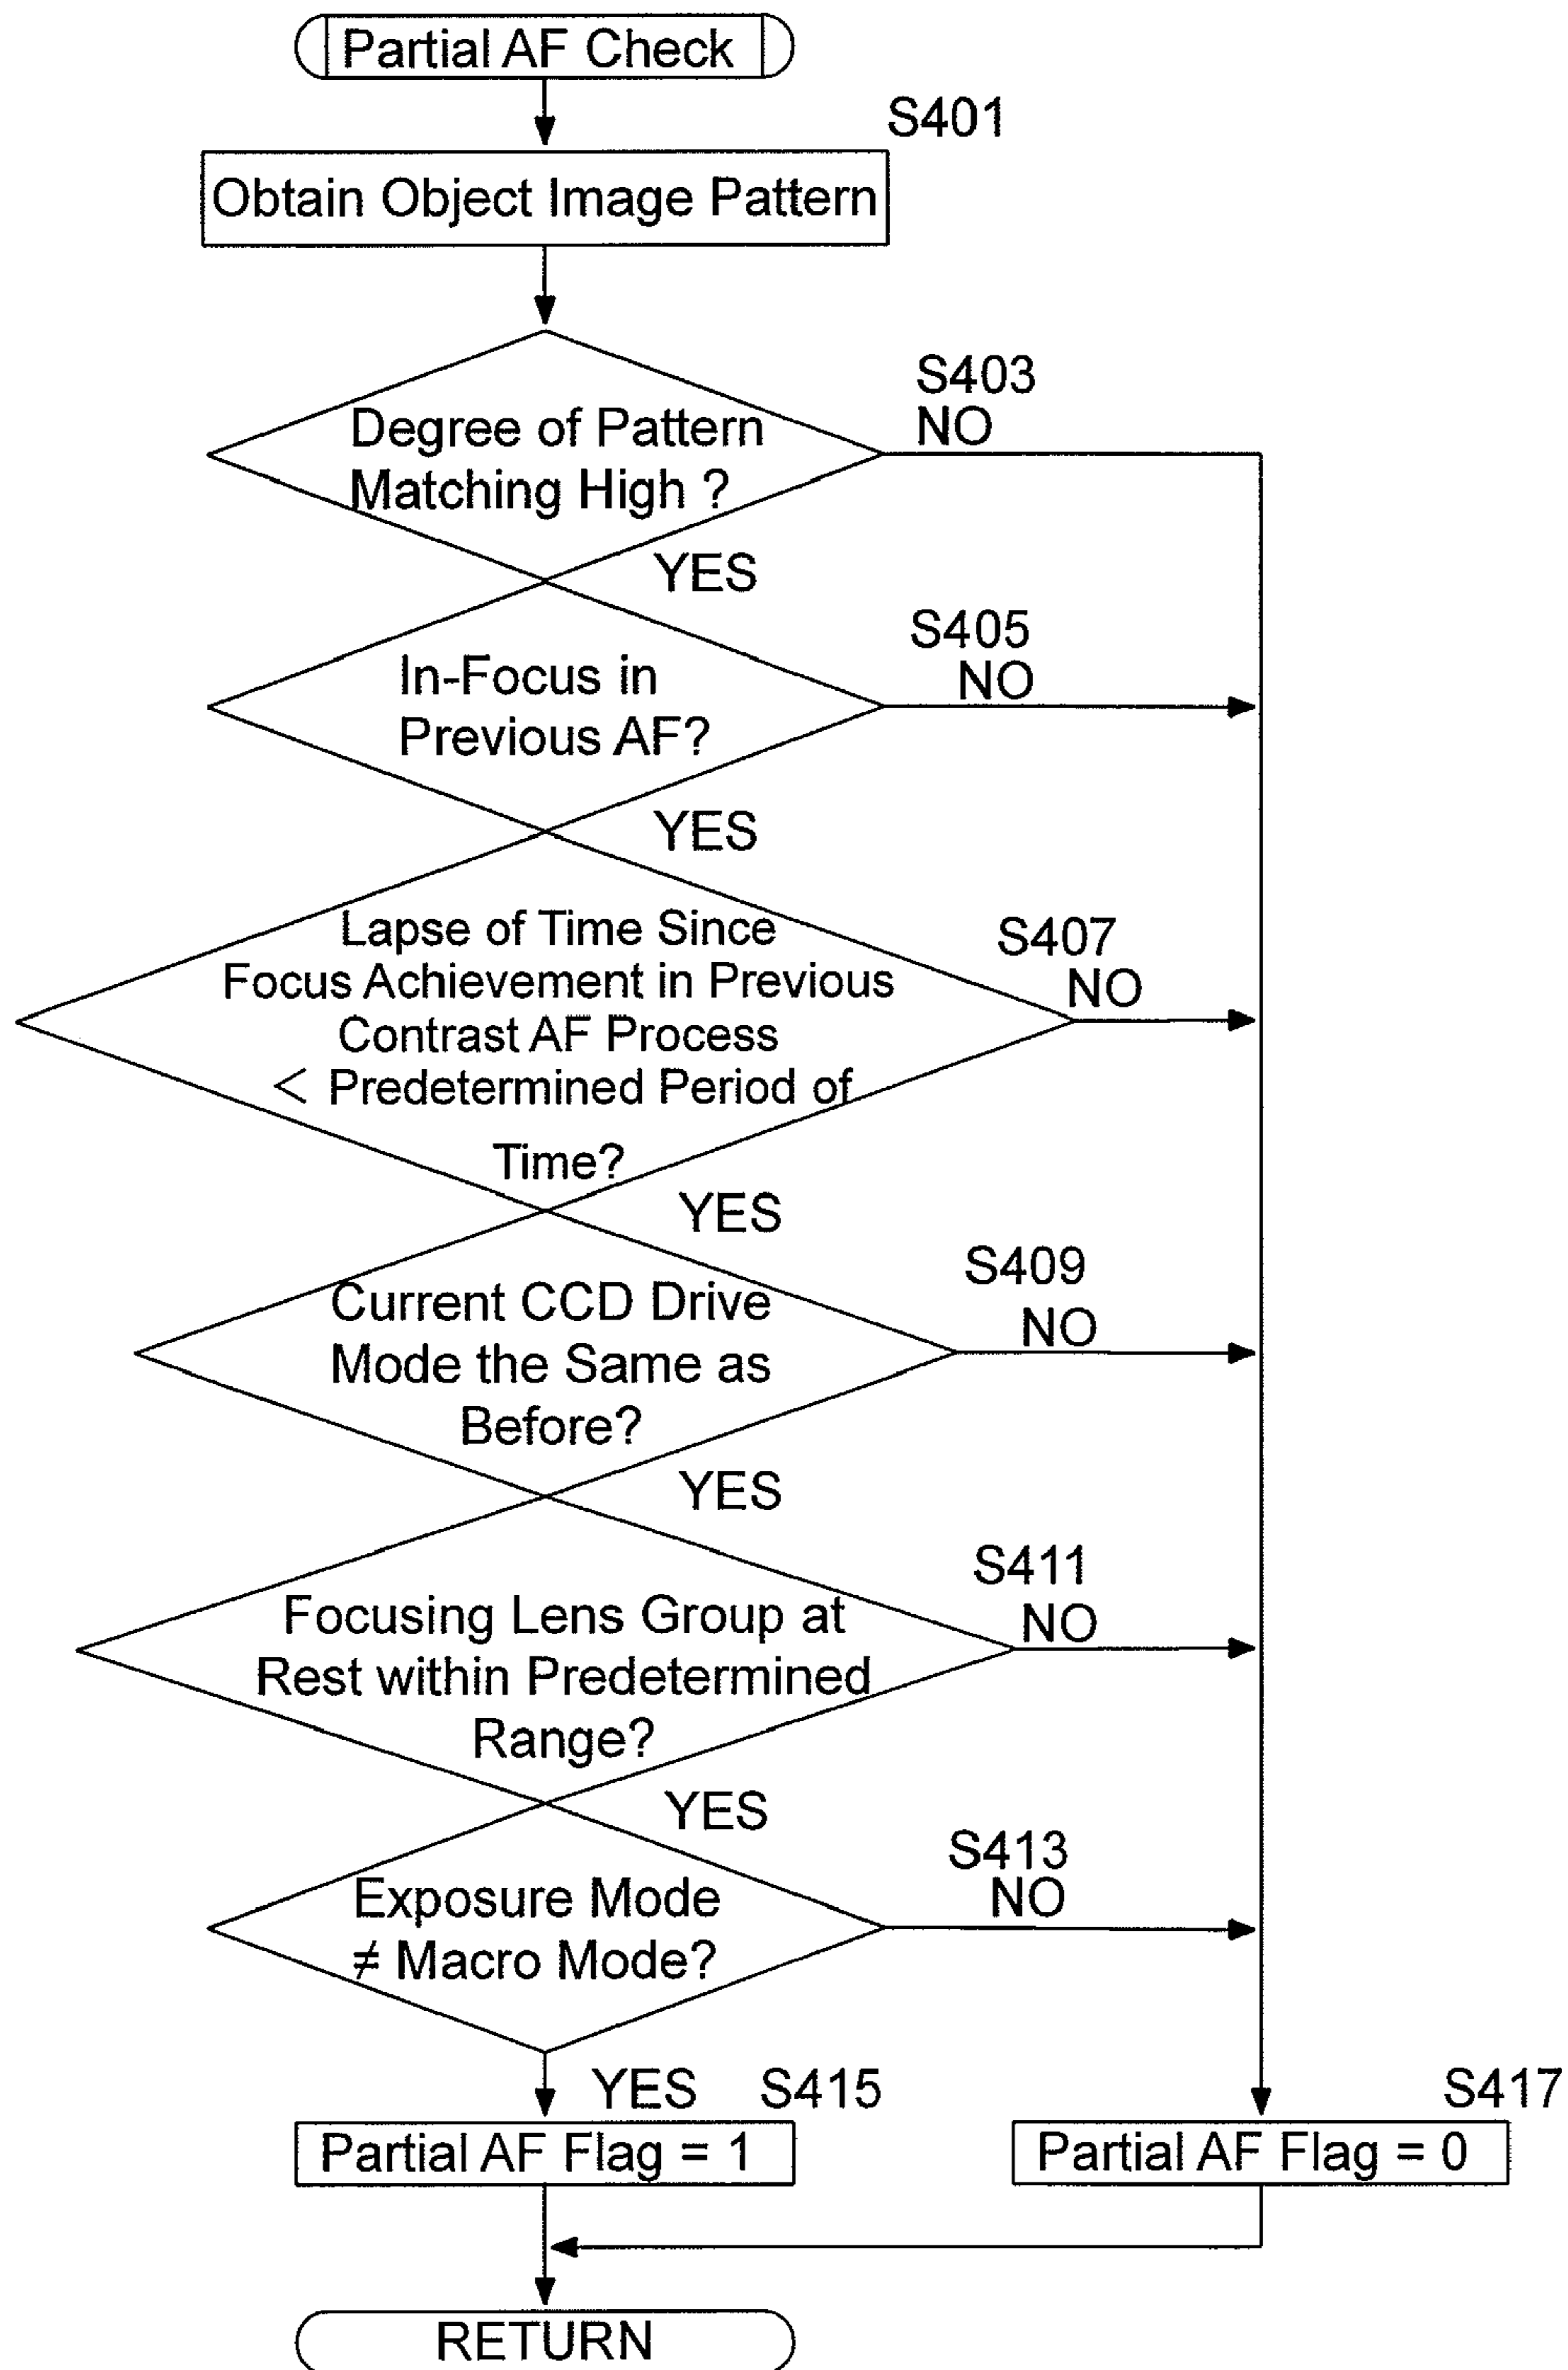 Partial AF Check
S401
Obtain Object Image Pattern
S403
NO
Degree of Pattern
Matching High ?
YES
S405
NO
In-Focus in
Previous AF?
YES
S407
NO
Lapse of Time Since
Focus Achievement in Previous
Contrast AF Process
< Predetermined Period of
Time?
YES
S409
NO
Current CCD Drive
Mode the Same as
Before?
YES
S411
NO
Focusing Lens Group at
Rest within Predetermined
Range?
YES
S413
NO
Exposure Mode
≠ Macro Mode?
YES
S415
S417
Partial AF Flag = 1
Partial AF Flag = 0
RETURN